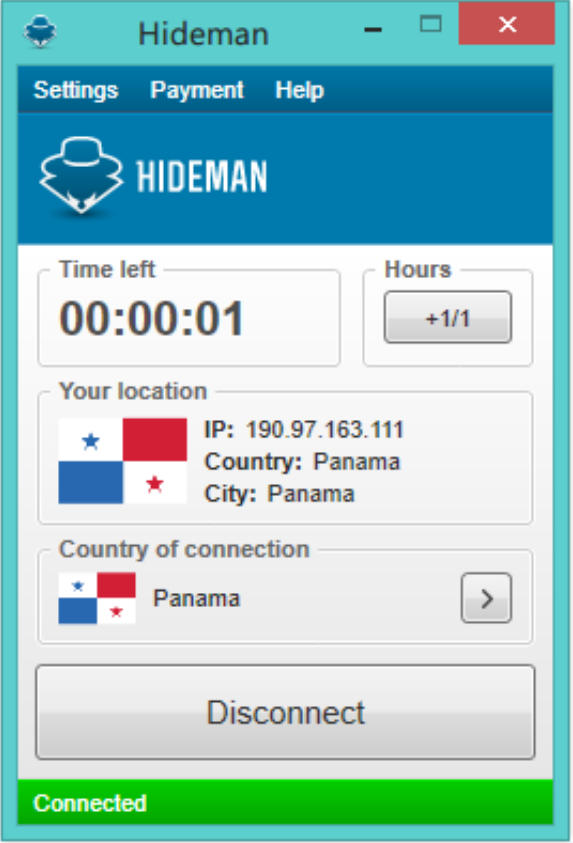 Hideman
Settings Payment Help
HIDEMAN
Time left
00:00:01
Hours
+1/1
Your location
IP: 190.97.163.111
Country: Panama
City: Panama
Country of connection
Panama
Disconnect
Connected